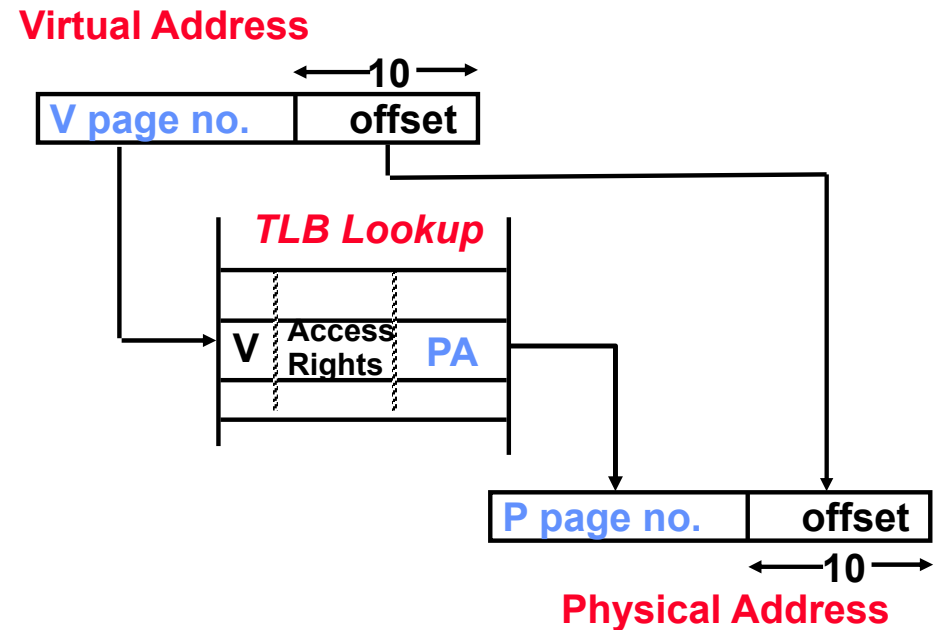 Virtual Address
10
V page no. offset
TLB Lookup
V Access Rights PA
P page no. offset
10
Physical Address